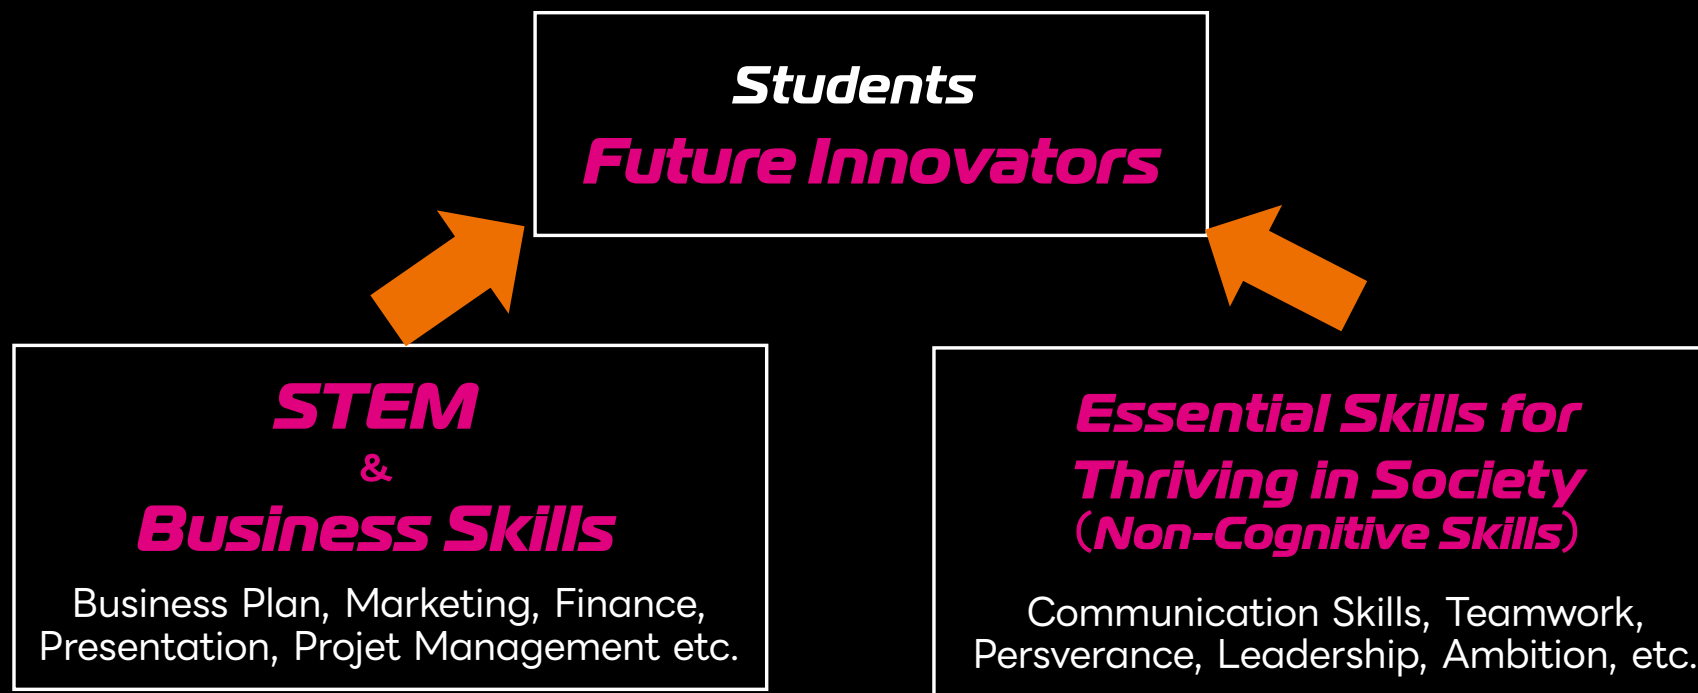 Students
Future Innovators
STEM
&
Business Skills
Business Plan, Marketing, Finance,
Presentation, Projet Management etc.
Essential Skills for
Thriving in Society
（Non-Cognitive Skills）
Communication Skills, Teamwork,
Persverance, Leadership, Ambition, etc.